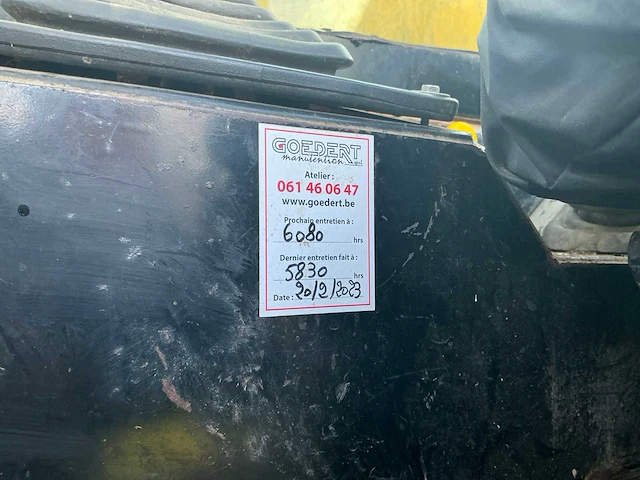 GOEDERT
manutention sprl
Atelier :
061 46 06 47
www.goedert.be
Prochain entretien à :
6080 hrs
Dernier entretien fait à :
5830 hrs
Date : 20/2/2023